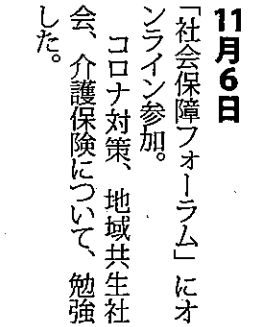 11月6日
「社会保障フォーラム」にオ
ンライン参加。
　コロナ対策、地域共生社
会、介護保険について、勉強
した。